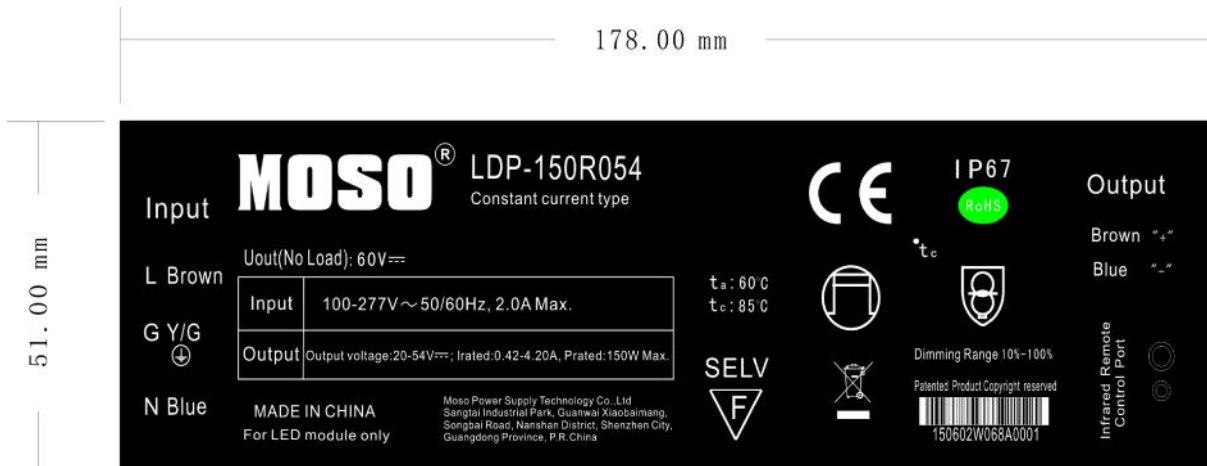 178.00 mm
51.00 mm
Input
L Brown
G Y/G
N Blue
MOSO®
LDP-150R054
Constant current type
Uout(No Load): 60V⎓
Input 100-277V～50/60Hz, 2.0A Max.
Output Output voltage:20-54V⎓; Irated:0.42-4.20A, Prated:150W Max.
MADE IN CHINA
For LED module only
Moso Power Supply Technology Co.,Ltd
Sangtai Industrial Park, Guanwai Xiaobaimang,
Songbai Road, Nanshan District, Shenzhen City,
Guangdong Province, P.R.China
ta:60℃
tc:85℃
SELV
F
CE
IP67
RoHS
tc
Dimming Range 10%-100%
Patented Product Copyright reserved
150602W068A0001
Output
Brown "+"
Blue "-"
Infrared Remote
Control Port